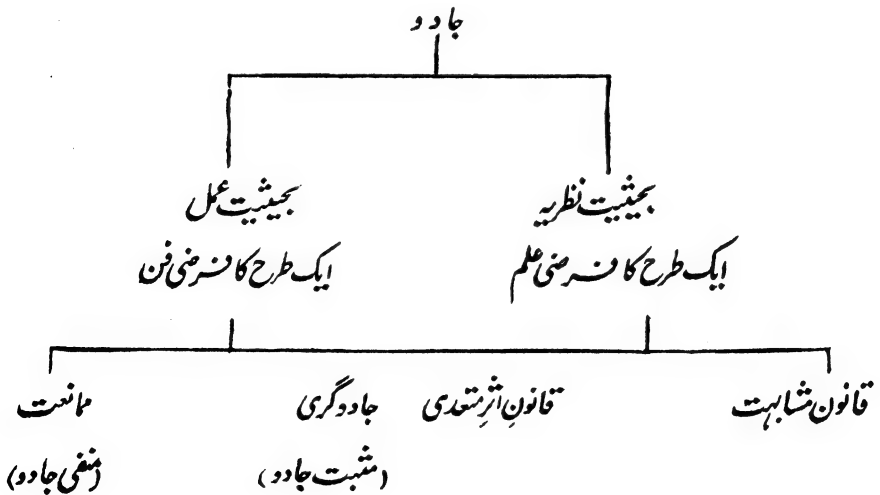 جادو
بحیثیت نظریہ
ایک طرح کا فرضی علم
بحیثیت عمل
ایک طرح کا فرضی فن
قانون مشابہت
قانونِ اثرِ متعدی
جادوگری
(مثبت جادو)
ممانعت
(منفی جادو)